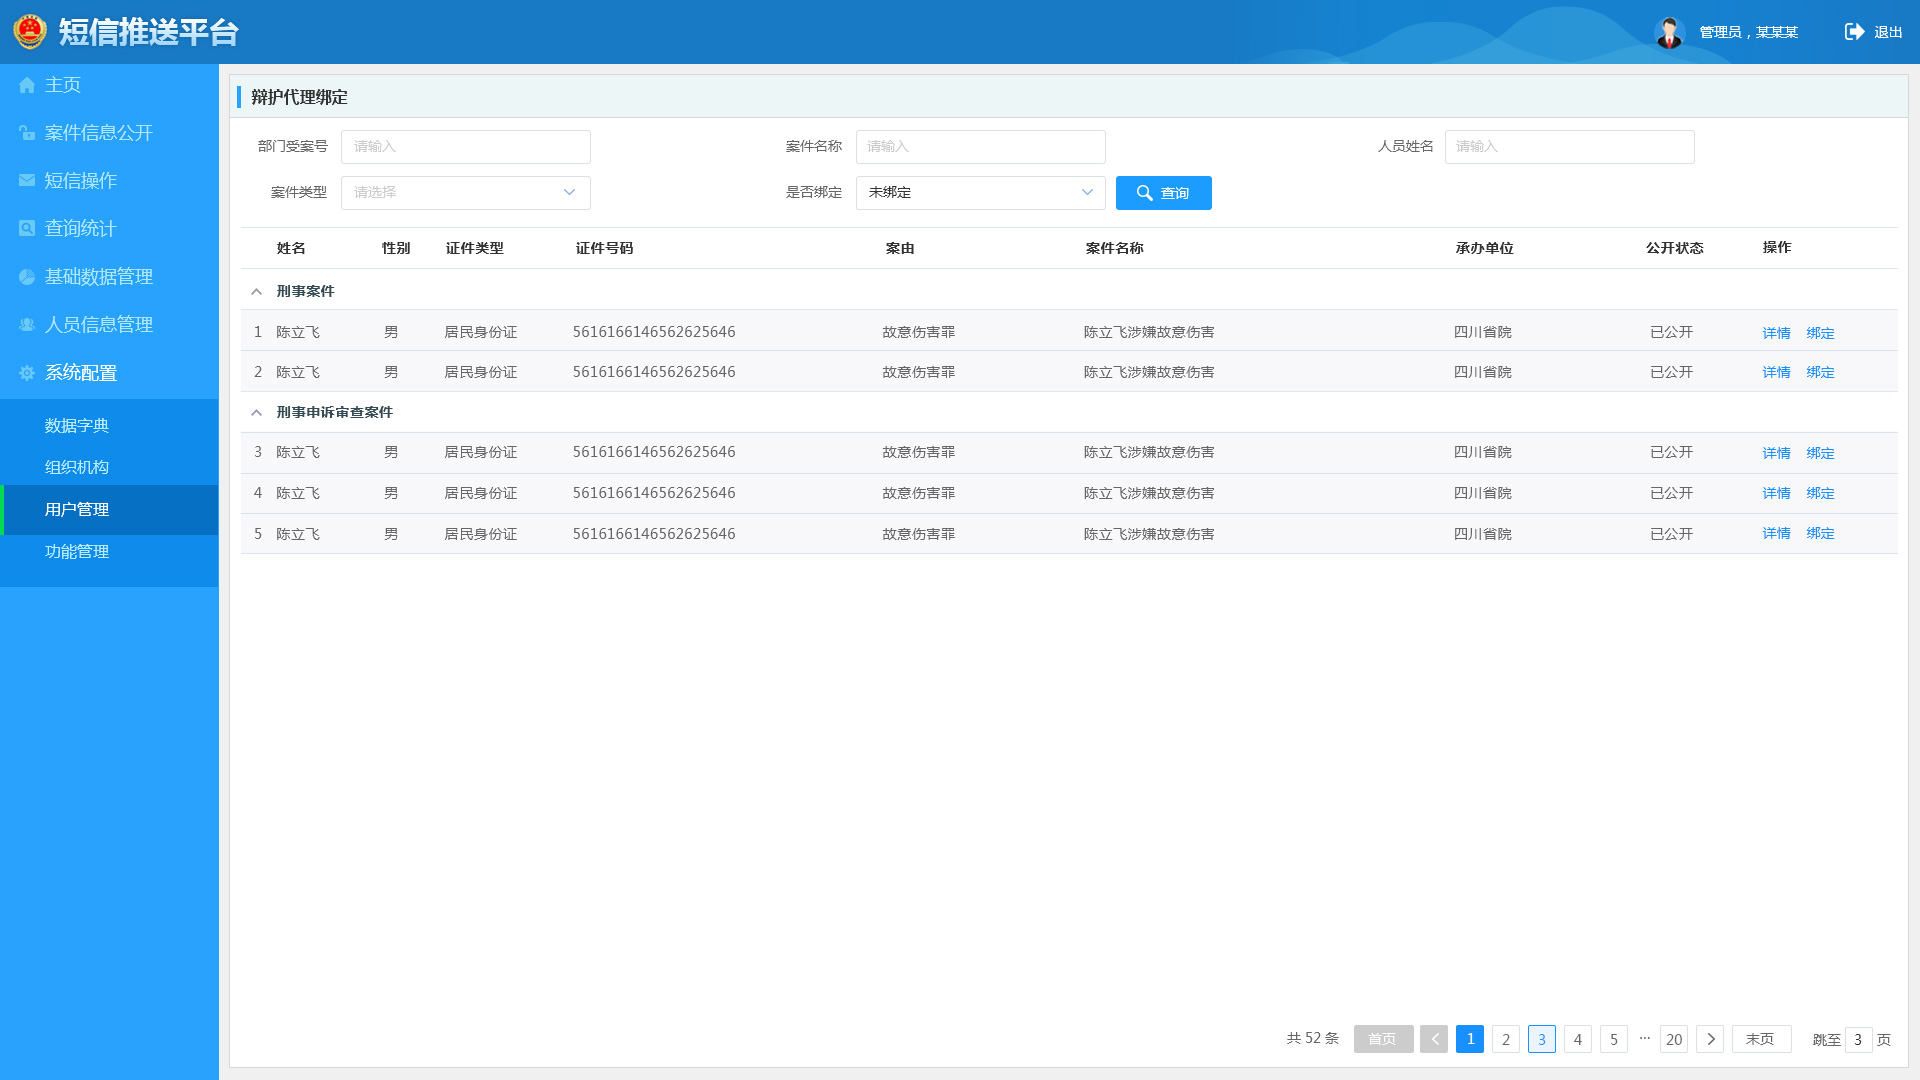 短信推送平台
管理员，某某某
退出
主页
案件信息公开
短信操作
查询统计
基础数据管理
人员信息管理
系统配置
数据字典
组织机构
用户管理
功能管理
辩护代理绑定
部门受案号 请输入 案件名称 请输入 人员姓名 请输入
案件类型 请选择 是否绑定 未绑定 查询
姓名 性别 证件类型 证件号码 案由 案件名称 承办单位 公开状态 操作
刑事案件
1 陈立飞 男 居民身份证 5616166146562625646 故意伤害罪 陈立飞涉嫌故意伤害 四川省院 已公开 详情 绑定
2 陈立飞 男 居民身份证 5616166146562625646 故意伤害罪 陈立飞涉嫌故意伤害 四川省院 已公开 详情 绑定
刑事申诉审查案件
3 陈立飞 男 居民身份证 5616166146562625646 故意伤害罪 陈立飞涉嫌故意伤害 四川省院 已公开 详情 绑定
4 陈立飞 男 居民身份证 5616166146562625646 故意伤害罪 陈立飞涉嫌故意伤害 四川省院 已公开 详情 绑定
5 陈立飞 男 居民身份证 5616166146562625646 故意伤害罪 陈立飞涉嫌故意伤害 四川省院 已公开 详情 绑定
共 52 条 首页 1 2 3 4 5 ··· 20 末页 跳至 3 页